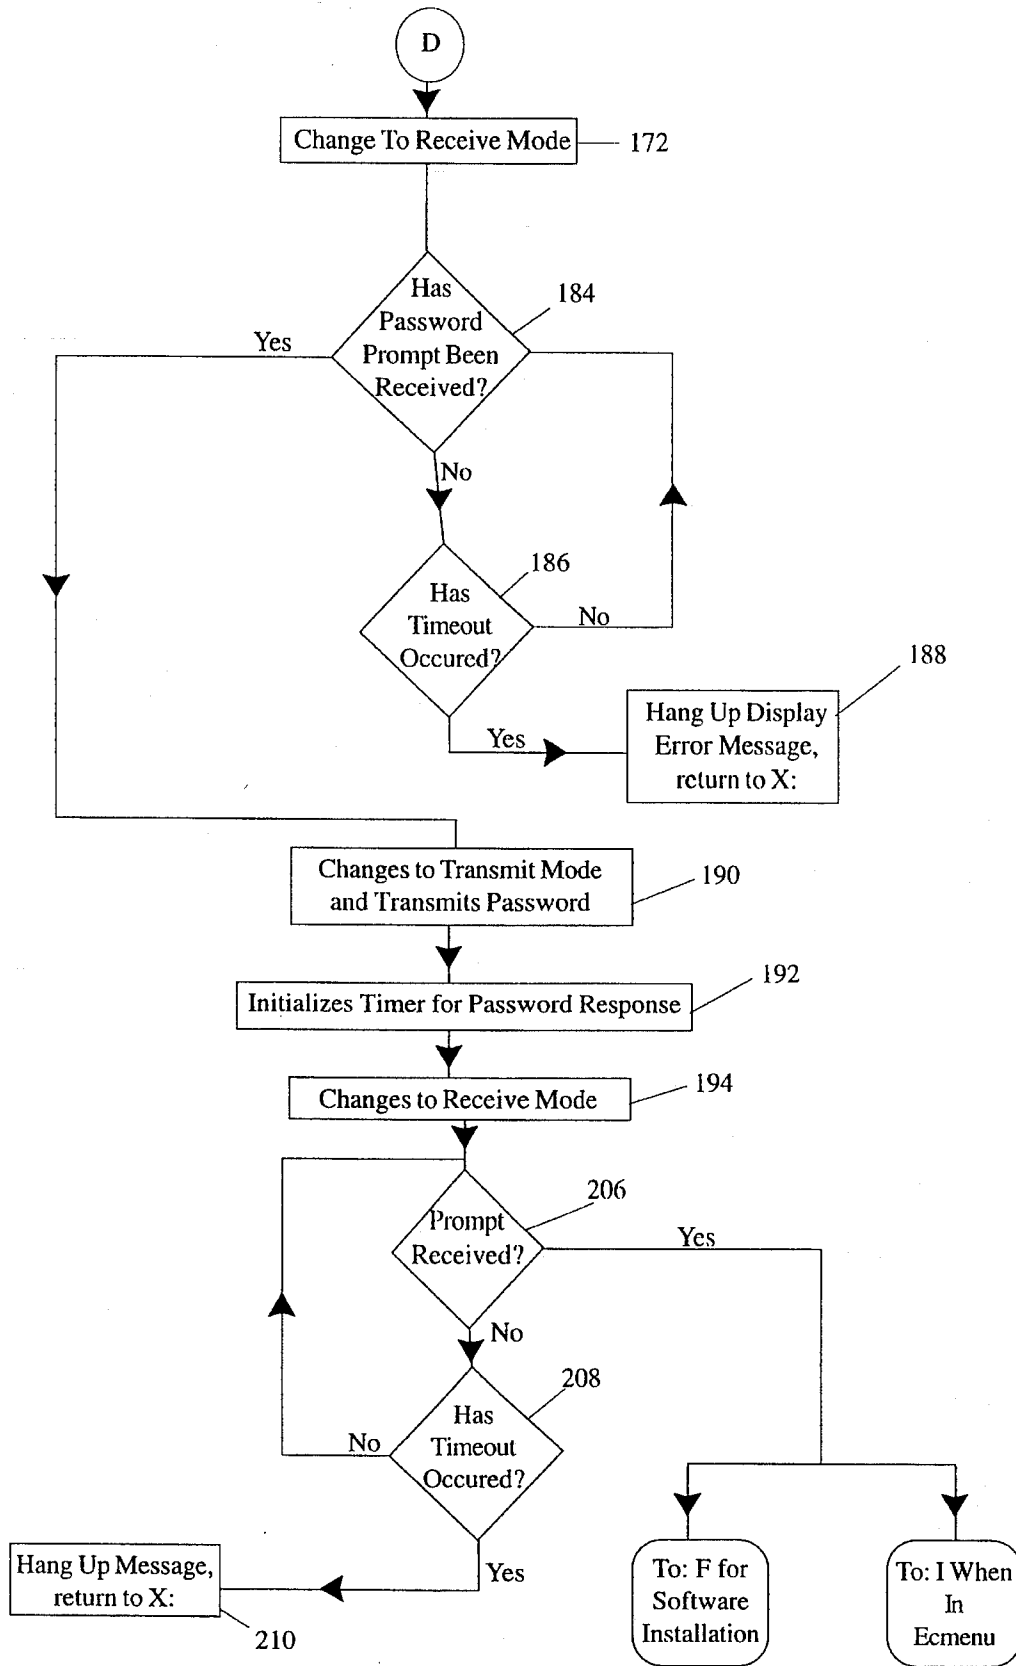 D
Change To Receive Mode
172
Has
Password
Prompt Been
Received?
184
Yes
No
Has
Timeout
Occured?
186
No
Yes
188
Hang Up Display
Error Message,
return to X:
Changes to Transmit Mode
and Transmits Password
190
Initializes Timer for Password Response
192
Changes to Receive Mode
194
Prompt
Received?
206
Yes
No
Has
Timeout
Occured?
208
No
Yes
Hang Up Message,
return to X:
210
To: F for
Software
Installation
To: I When
In
Ecmenu